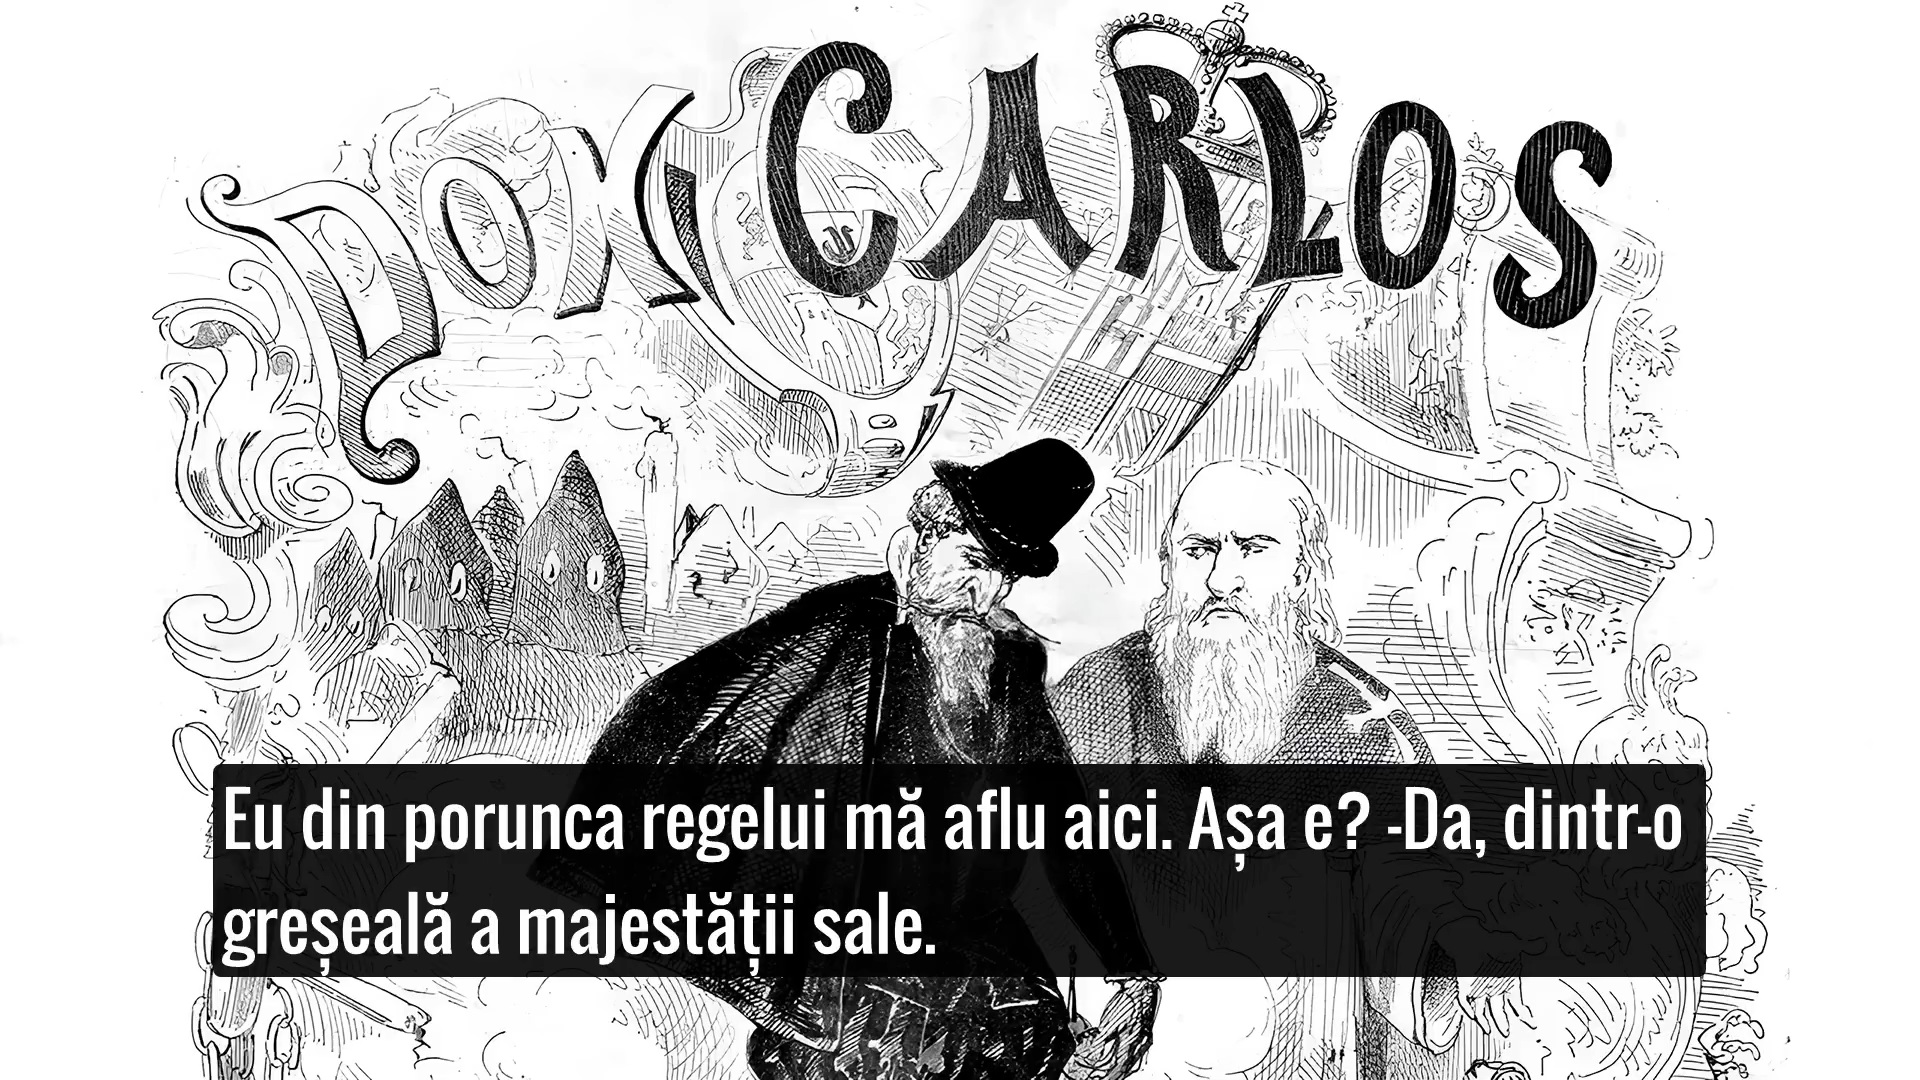 DON CARLOS
Eu din porunca regelui mă aflu aici. Așa e? -Da, dintr-o
greșeală a majestății sale.